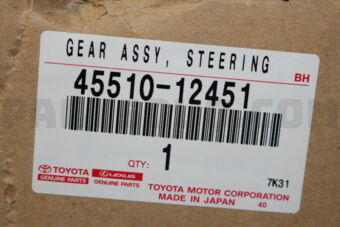 GEAR ASSY, STEERING
BH
45510-12451
QTY:
1
7K31
TOYOTA
GENUINE PARTS
LEXUS
GENUINE PARTS
TOYOTA MOTOR CORPORATION
MADE IN JAPAN 40